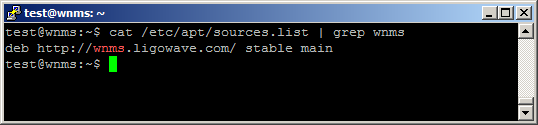 test@wnms: ~
test@wnms:~$ cat /etc/apt/sources.list | grep wnms
deb http://wnms.ligowave.com/ stable main
test@wnms:~$